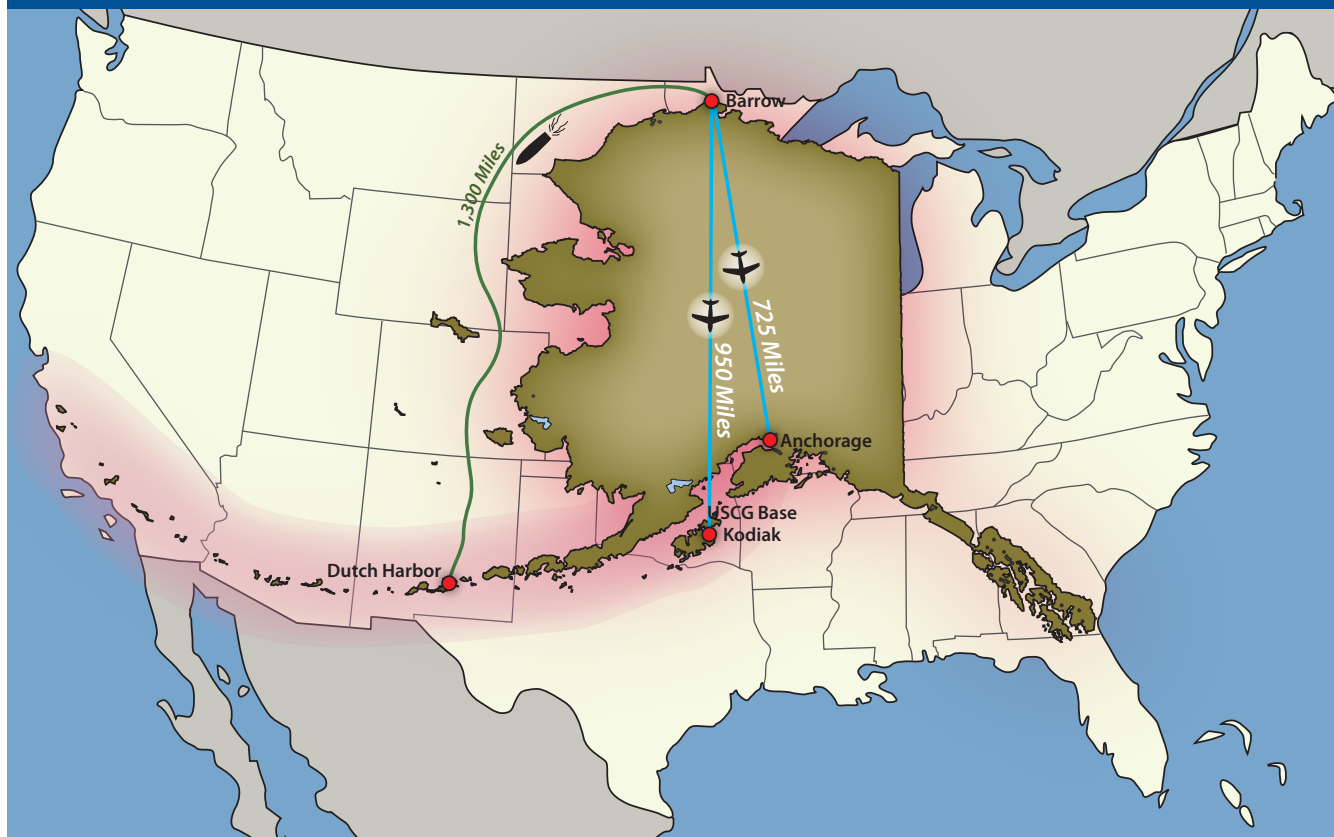 Barrow
1,300 Miles
725 Miles
950 Miles
Anchorage
USCG Base
Kodiak
Dutch Harbor